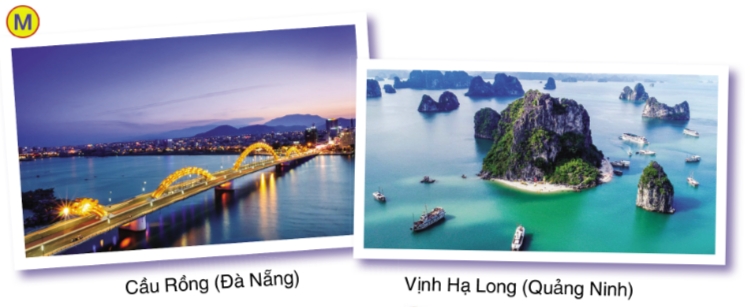 M
Cầu Rồng (Đà Nẵng)
Vịnh Hạ Long (Quảng Ninh)